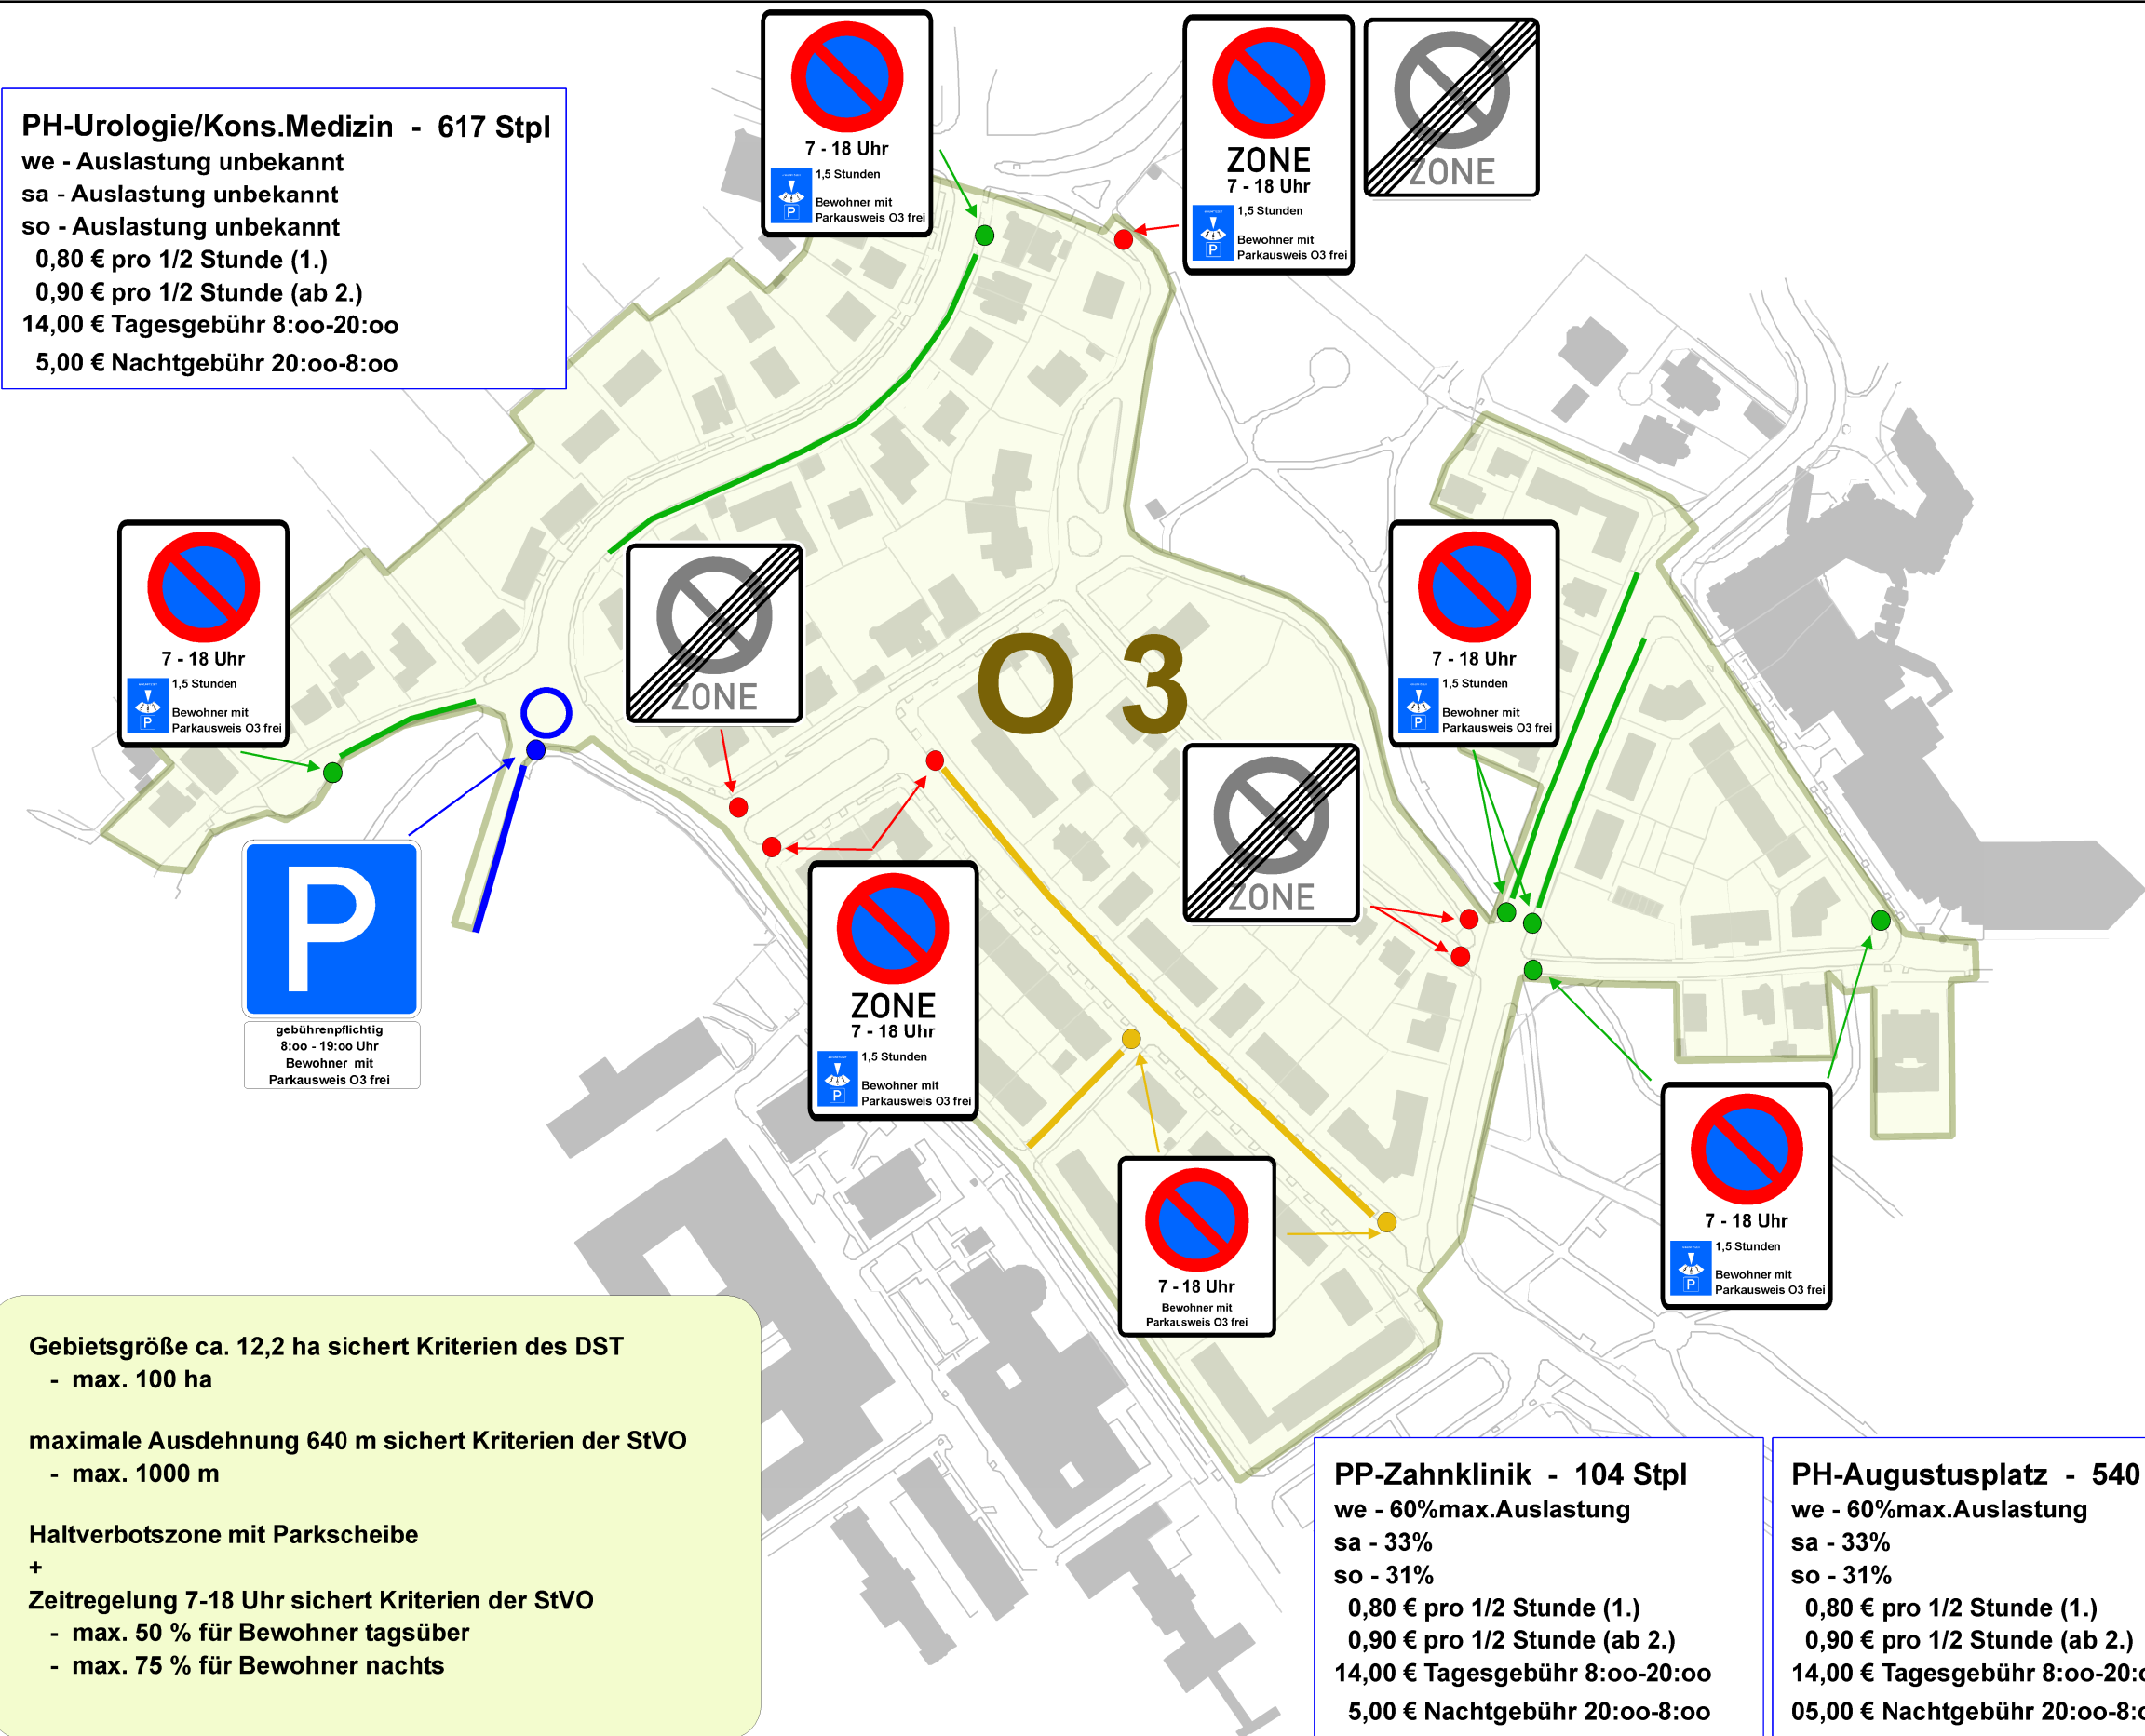 7 - 18 Uhr
1,5 Stunden
Bewohner mit
Parkausweis O3 frei
P
ZONE
7 - 18 Uhr
1,5 Stunden
Bewohner mit
Parkausweis O3 frei
P
ZONE
PH-Urologie/Kons.Medizin - 617 Stpl
we - Auslastung unbekannt
sa - Auslastung unbekannt
so - Auslastung unbekannt
0,80 € pro 1/2 Stunde (1.)
0,90 € pro 1/2 Stunde (ab 2.)
14,00 € Tagesgebühr 8:oo-20:oo
5,00 € Nachtgebühr 20:oo-8:oo
7 - 18 Uhr
1,5 Stunden
Bewohner mit
Parkausweis O3 frei
P
ZONE
O 3
7 - 18 Uhr
1,5 Stunden
Bewohner mit
Parkausweis O3 frei
P
ZONE
P
gebührenpflichtig
8:oo - 19:oo Uhr
Bewohner mit
Parkausweis O3 frei
ZONE
7 - 18 Uhr
1,5 Stunden
Bewohner mit
Parkausweis O3 frei
P
7 - 18 Uhr
Bewohner mit
Parkausweis O3 frei
7 - 18 Uhr
1,5 Stunden
Bewohner mit
Parkausweis O3 frei
P
Gebietsgröße ca. 12,2 ha sichert Kriterien des DST
- max. 100 ha
maximale Ausdehnung 640 m sichert Kriterien der StVO
- max. 1000 m
Haltverbotszone mit Parkscheibe
+
Zeitregelung 7-18 Uhr sichert Kriterien der StVO
- max. 50 % für Bewohner tagsüber
- max. 75 % für Bewohner nachts
PP-Zahnklinik - 104 Stpl
we - 60%max.Auslastung
sa - 33%
so - 31%
0,80 € pro 1/2 Stunde (1.)
0,90 € pro 1/2 Stunde (ab 2.)
14,00 € Tagesgebühr 8:oo-20:oo
5,00 € Nachtgebühr 20:oo-8:oo
PH-Augustusplatz - 540
we - 60%max.Auslastung
sa - 33%
so - 31%
0,80 € pro 1/2 Stunde (1.)
0,90 € pro 1/2 Stunde (ab 2.)
14,00 € Tagesgebühr 8:oo-20:o
05,00 € Nachtgebühr 20:oo-8:o